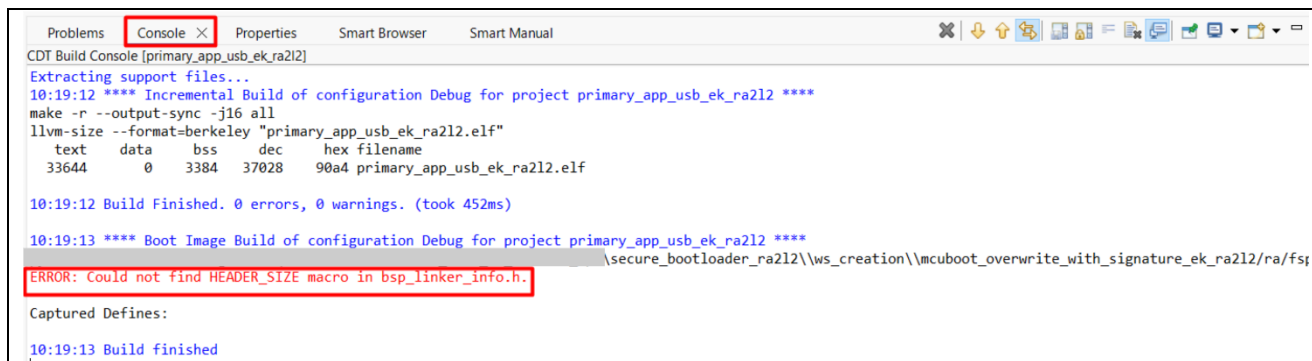 Problems Console Properties Smart Browser Smart Manual
CDT Build Console [primary_app_usb_ek_ra2l2]
Extracting support files...
10:19:12 **** Incremental Build of configuration Debug for project primary_app_usb_ek_ra2l2 ****
make -r --output-sync -j16 all
llvm-size --format=berkeley "primary_app_usb_ek_ra2l2.elf"
text data bss dec hex filename
33644 0 3384 37028 90a4 primary_app_usb_ek_ra2l2.elf
10:19:12 Build Finished. 0 errors, 0 warnings. (took 452ms)
10:19:13 **** Boot Image Build of configuration Debug for project primary_app_usb_ek_ra2l2 ****
\secure_bootloader_ra2l2\\ws_creation\\mcuboot_overwrite_with_signature_ek_ra2l2/ra/fsp
ERROR: Could not find HEADER_SIZE macro in bsp_linker_info.h.
Captured Defines:
10:19:13 Build finished